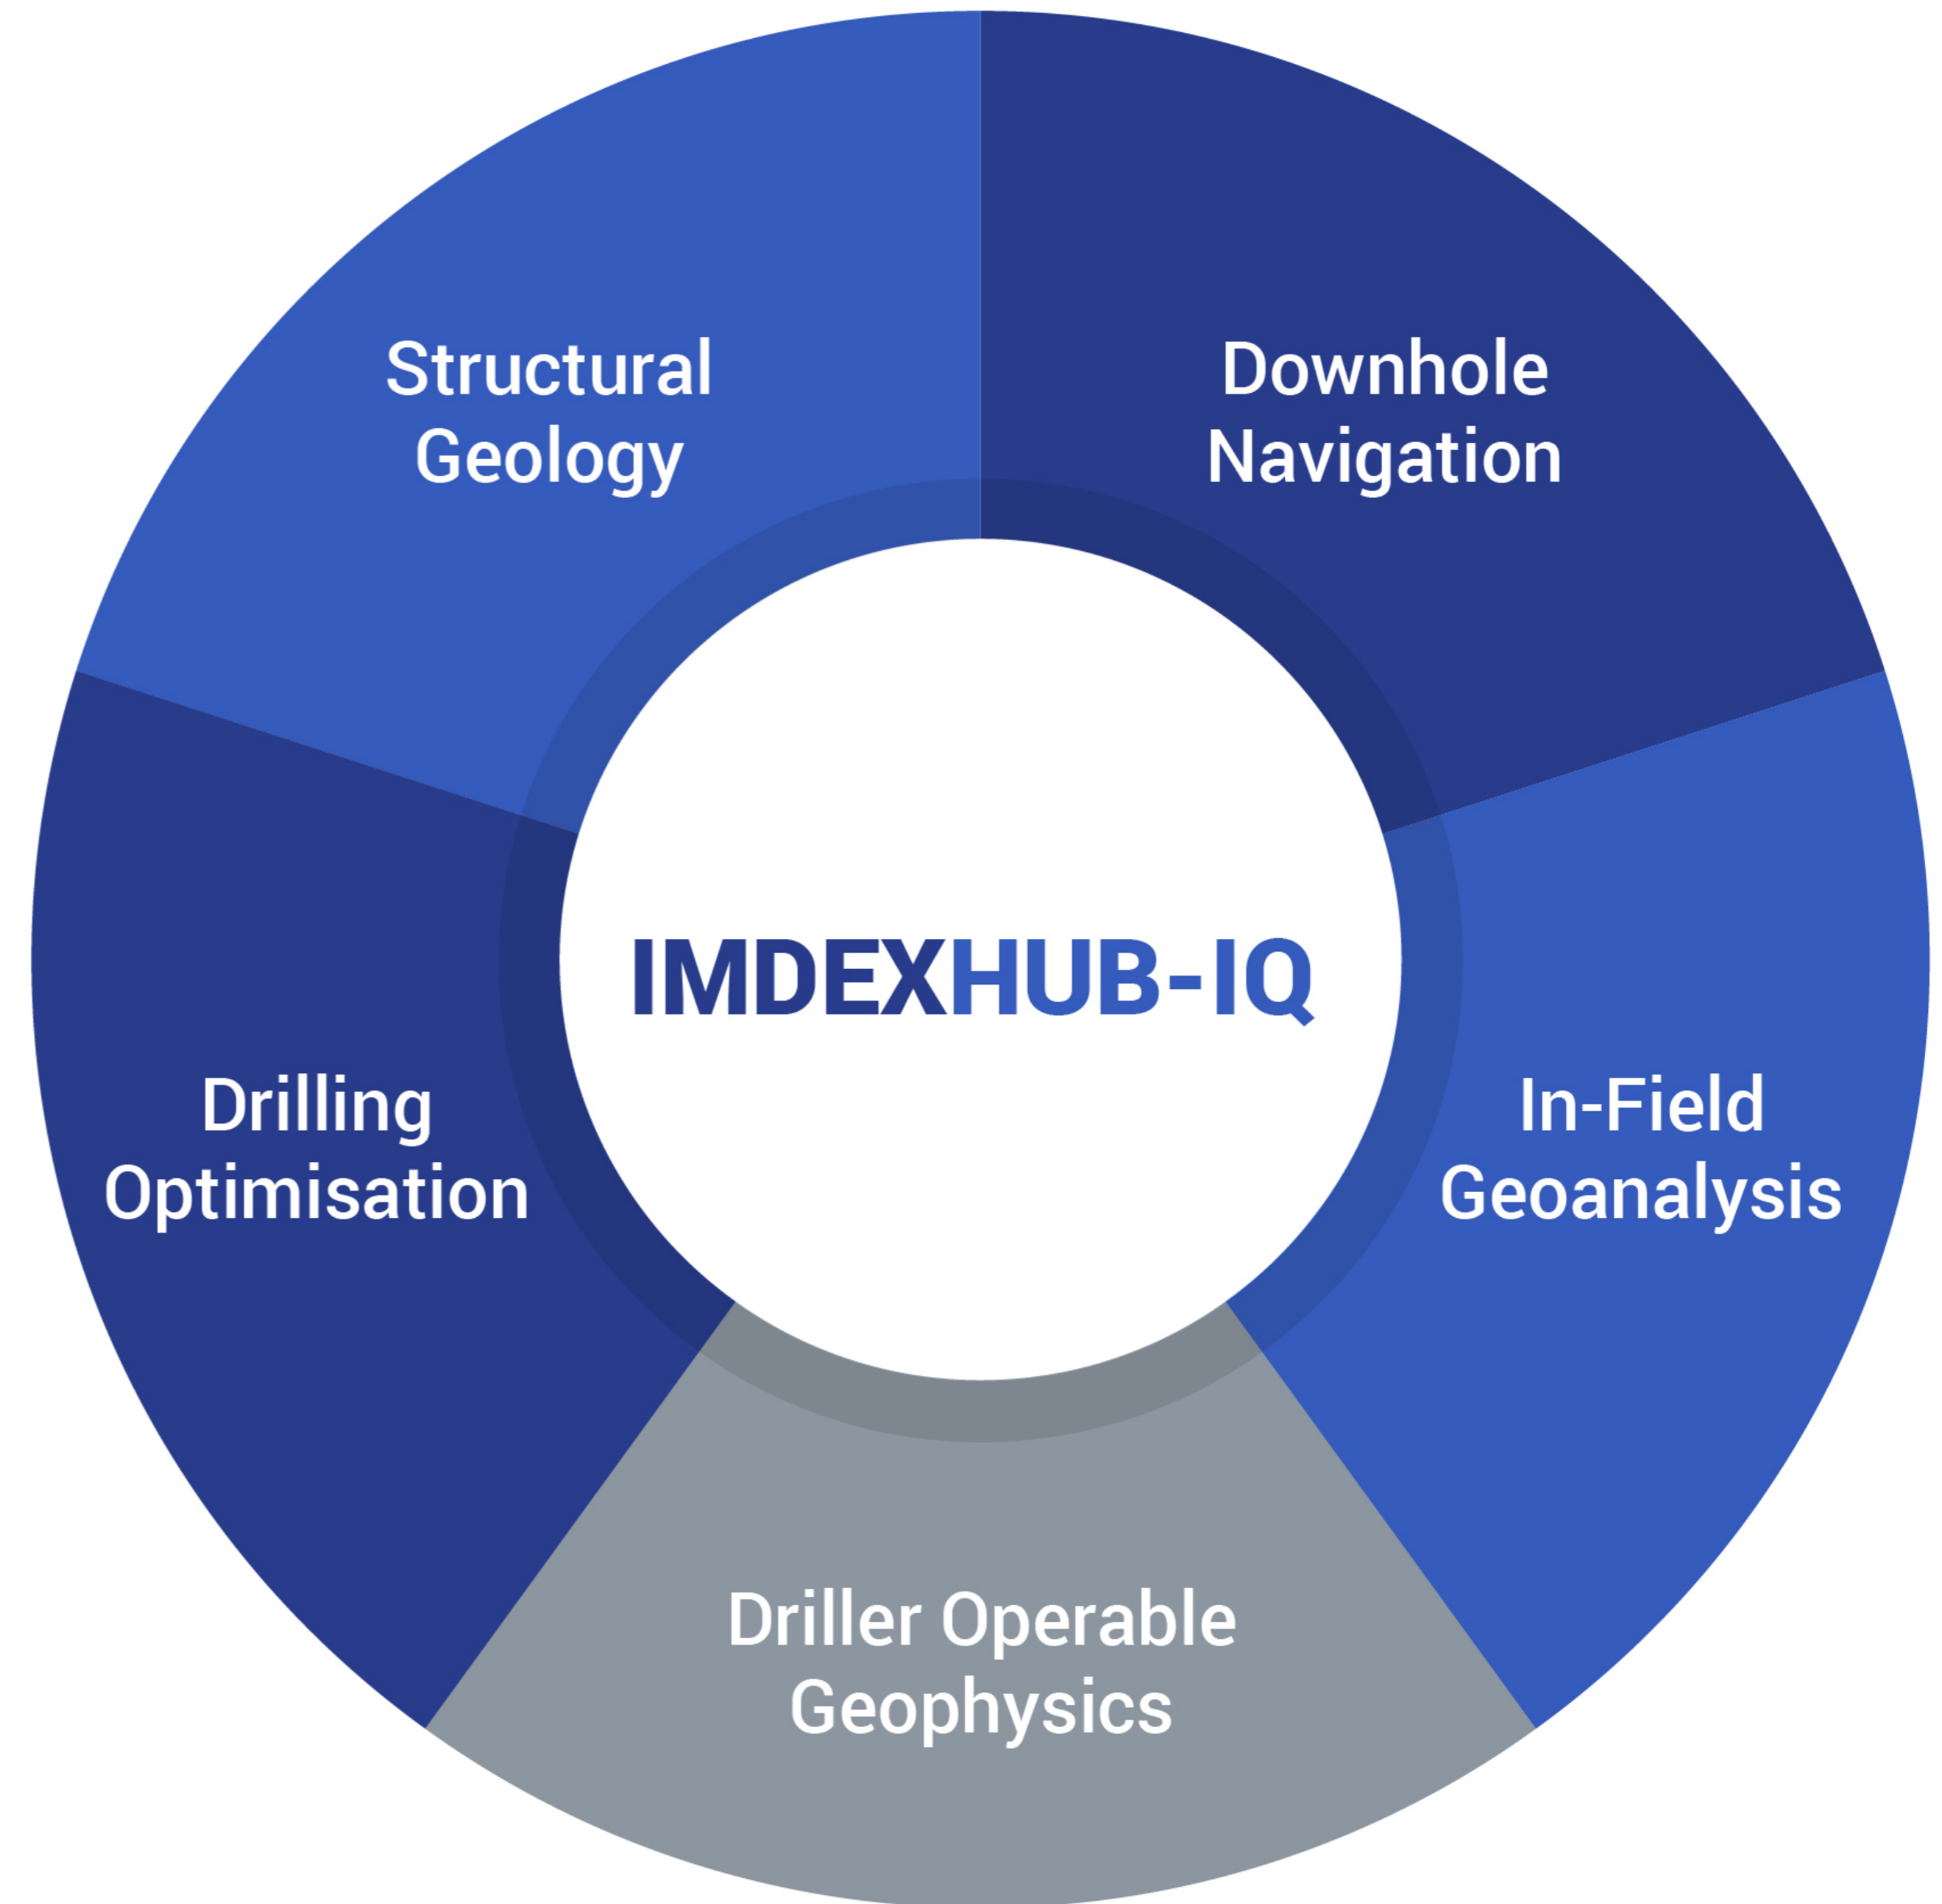 Structural
Geology
Downhole
Navigation
IMDEXHUB-IQ
Drilling
Optimisation
In-Field
Geoanalysis
Driller Operable
Geophysics